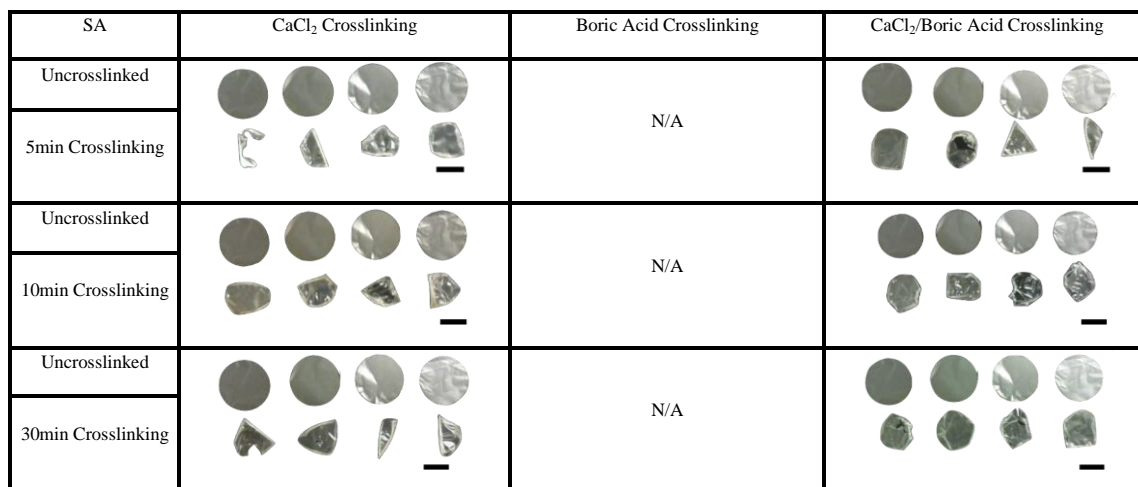 SA CaCl₂ Crosslinking Boric Acid Crosslinking CaCl₂/Boric Acid Crosslinking
Uncrosslinked
N/A
5min Crosslinking
Uncrosslinked
N/A
10min Crosslinking
Uncrosslinked
N/A
30min Crosslinking